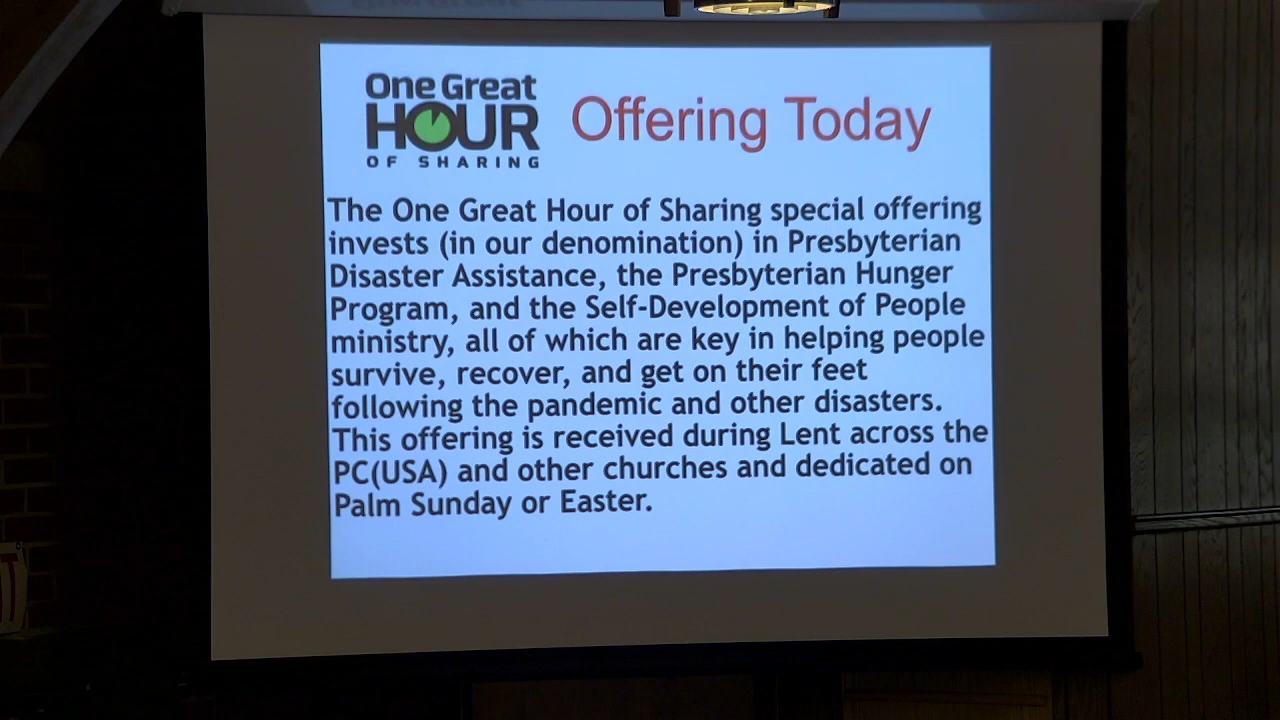 One Great
HOUR
OF SHARING
Offering Today
The One Great Hour of Sharing special offering
invests (in our denomination) in Presbyterian
Disaster Assistance, the Presbyterian Hunger
Program, and the Self-Development of People
ministry, all of which are key in helping people
survive, recover, and get on their feet
following the pandemic and other disasters.
This offering is received during Lent across the
PC(USA) and other churches and dedicated on
Palm Sunday or Easter.